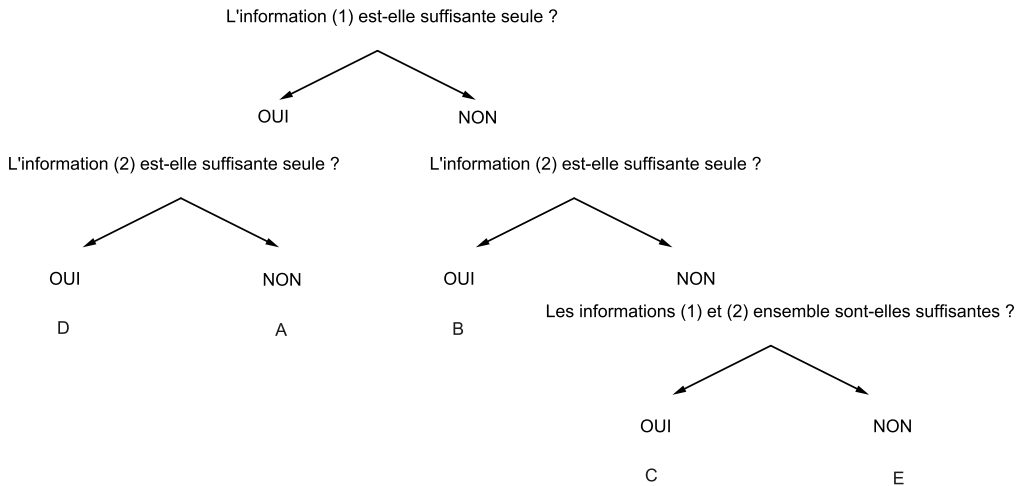 L'information (1) est-elle suffisante seule ?
OUI
NON
L'information (2) est-elle suffisante seule ?
L'information (2) est-elle suffisante seule ?
OUI
NON
OUI
NON
D
A
B
Les informations (1) et (2) ensemble sont-elles suffisantes ?
OUI
NON
C
E